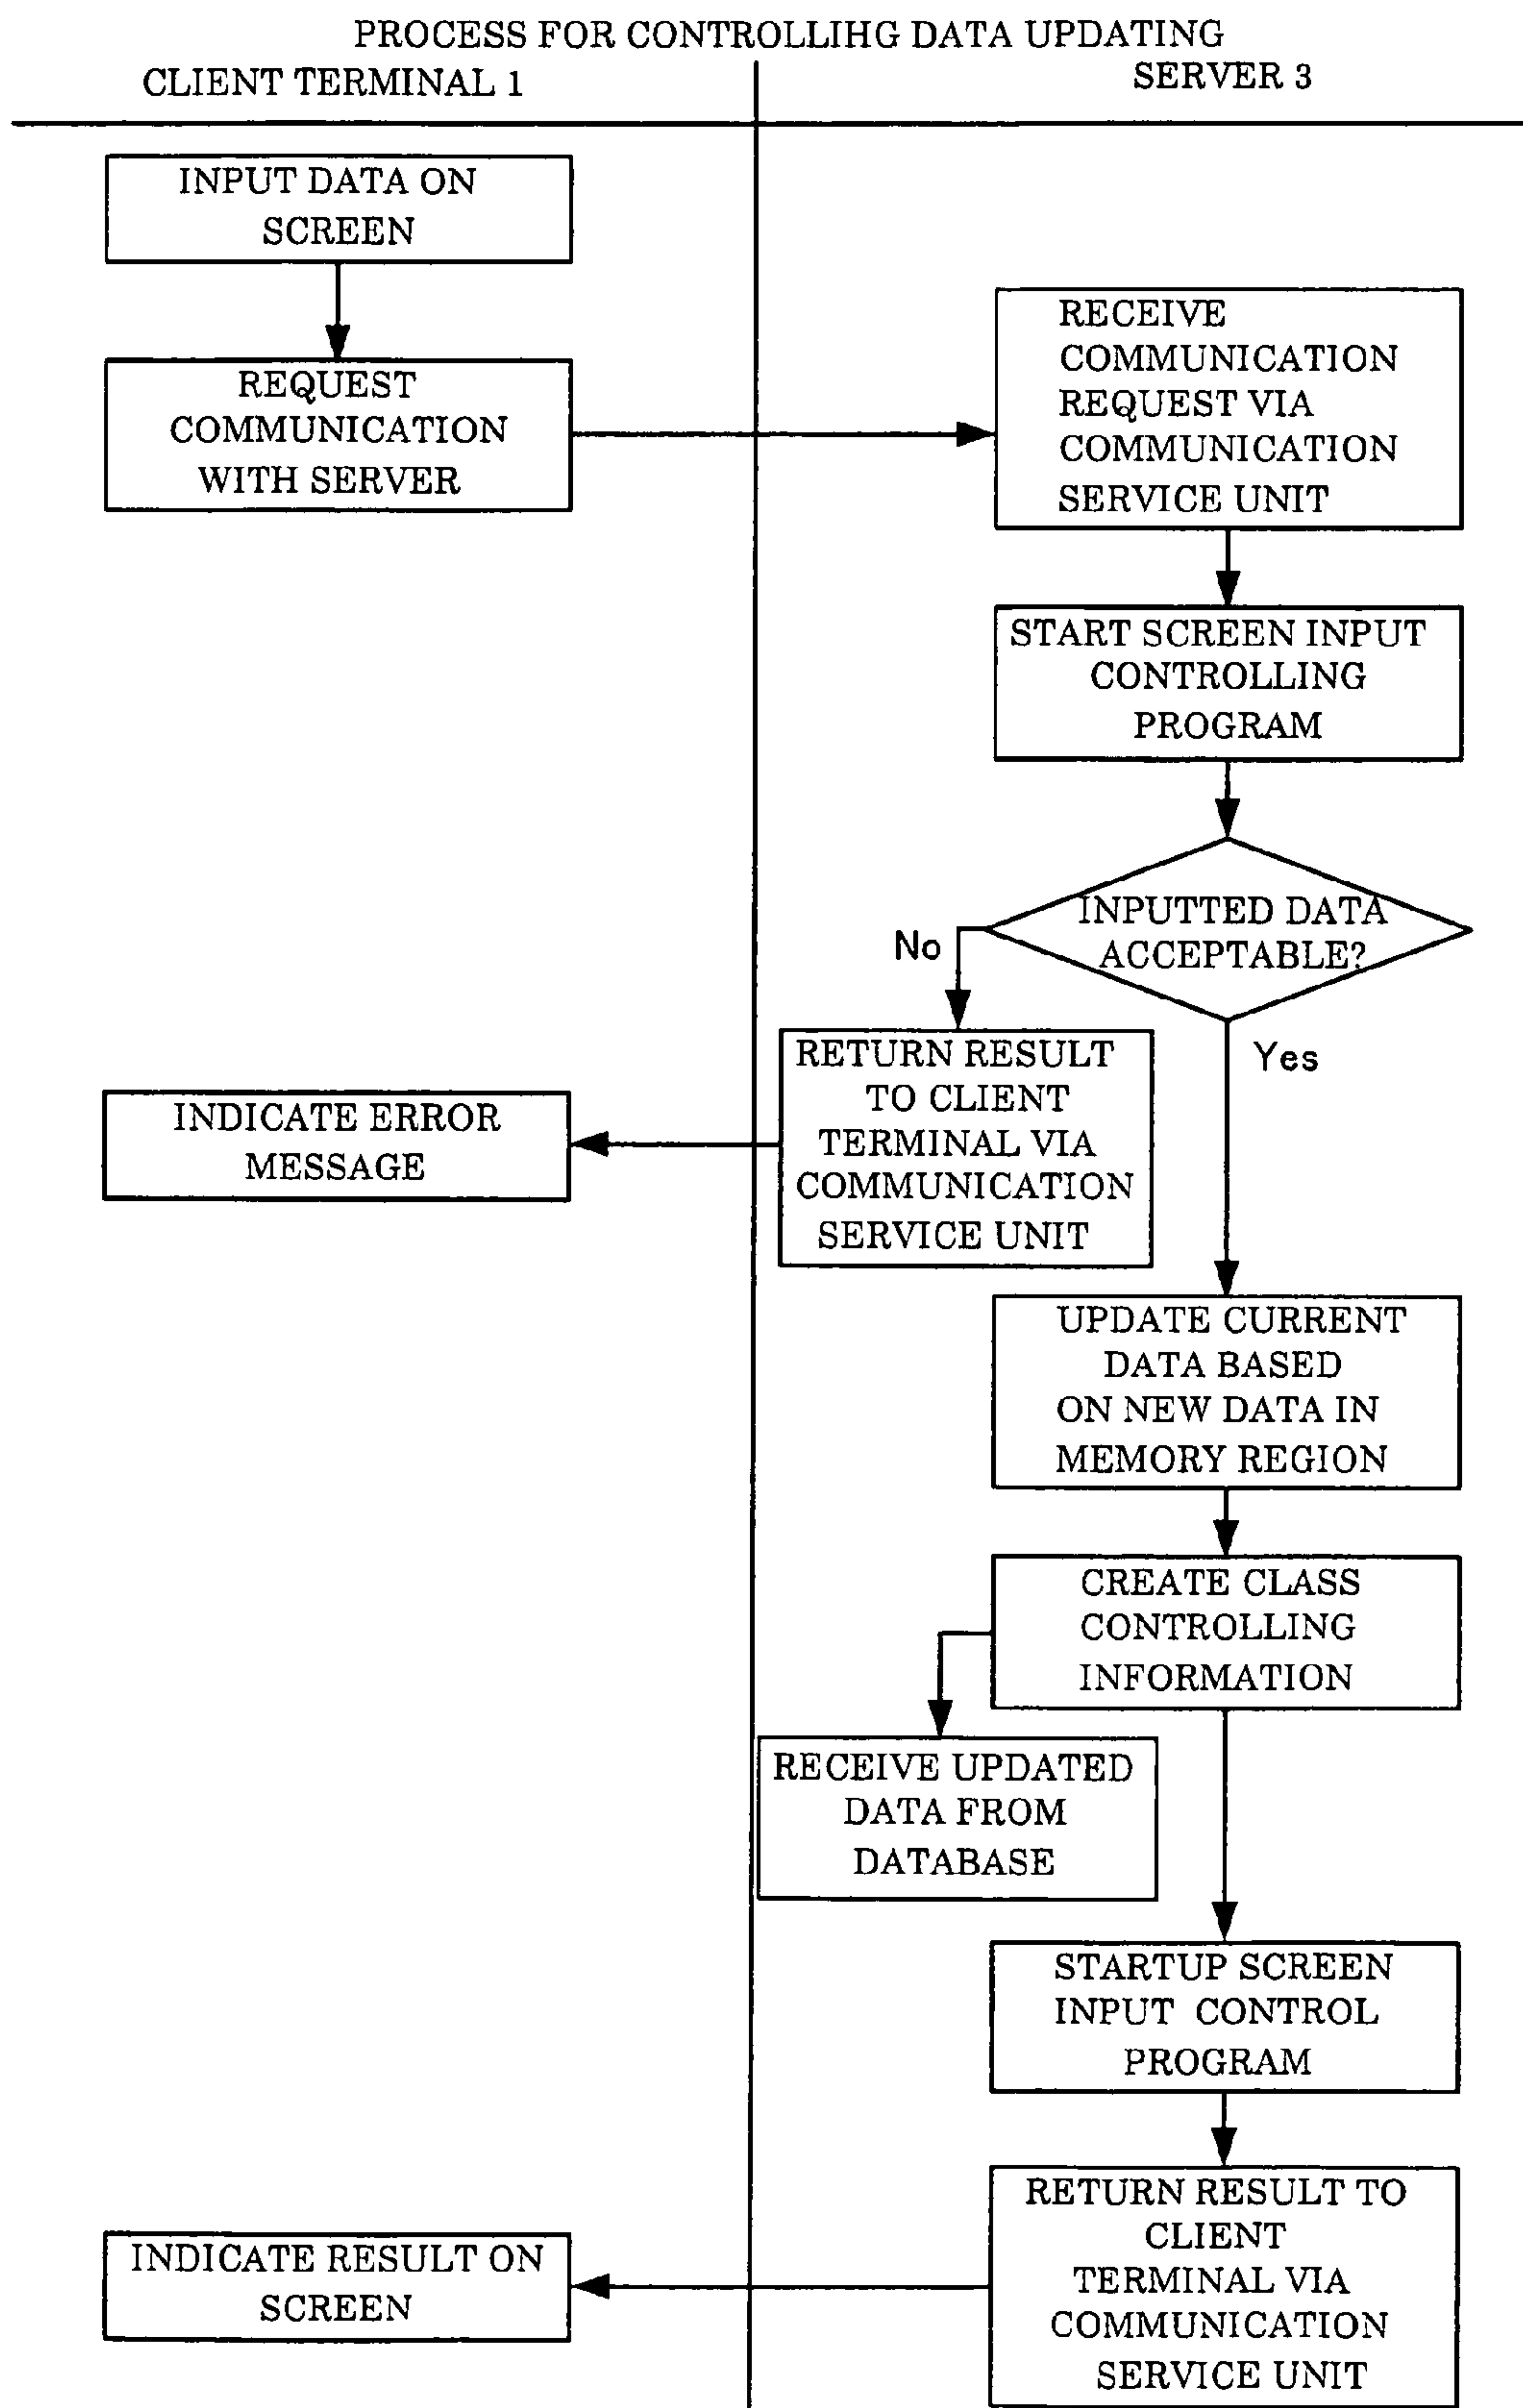 PROCESS FOR CONTROLLIHG DATA UPDATING
CLIENT TERMINAL 1
SERVER 3
INPUT DATA ON
SCREEN
REQUEST
COMMUNICATION
WITH SERVER
RECEIVE
COMMUNICATION
REQUEST VIA
COMMUNICATION
SERVICE UNIT
START SCREEN INPUT
CONTROLLING
PROGRAM
INPUTTED DATA
ACCEPTABLE?
No
Yes
RETURN RESULT
TO CLIENT
TERMINAL VIA
COMMUNICATION
SERVICE UNIT
INDICATE ERROR
MESSAGE
UPDATE CURRENT
DATA BASED
ON NEW DATA IN
MEMORY REGION
CREATE CLASS
CONTROLLING
INFORMATION
RECEIVE UPDATED
DATA FROM
DATABASE
STARTUP SCREEN
INPUT CONTROL
PROGRAM
RETURN RESULT TO
CLIENT
TERMINAL VIA
COMMUNICATION
SERVICE UNIT
INDICATE RESULT ON
SCREEN